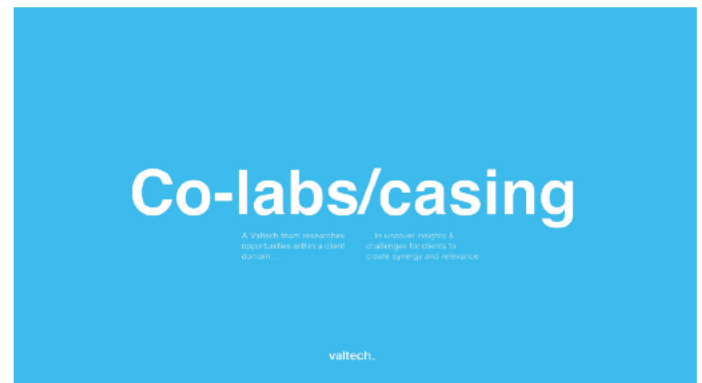 Co-labs/casing
A Valtech team researches
opportunities within a client
domain ...
...to uncover insights &
challenges for clients to
create synergy and relevance
valtech.